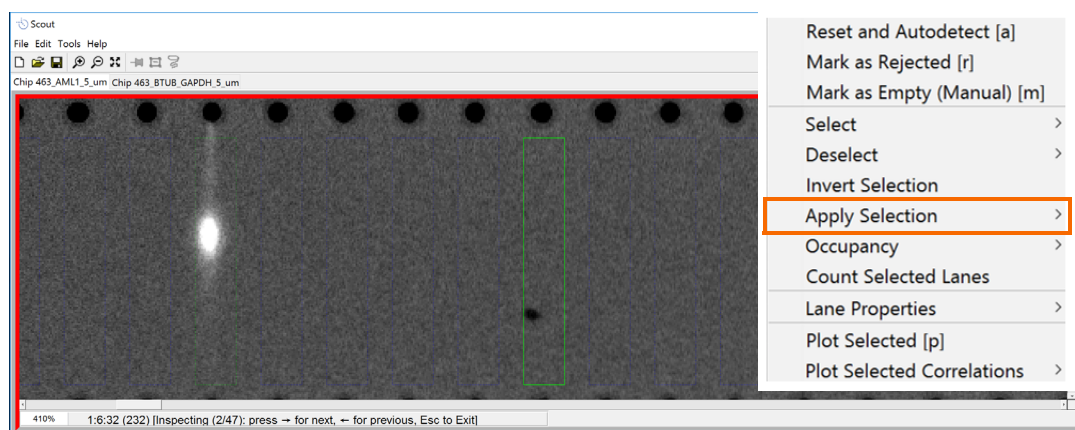 Scout
File Edit Tools Help
Chip 463_AML1_5_um Chip 463_BTUB_GAPDH_5_um
410% 1:6:32 (232) [Inspecting (2/47): press → for next, ← for previous, Esc to Exit]
Reset and Autodetect [a]
Mark as Rejected [r]
Mark as Empty (Manual) [m]
Select
Deselect
Invert Selection
Apply Selection
Occupancy
Count Selected Lanes
Lane Properties
Plot Selected [p]
Plot Selected Correlations